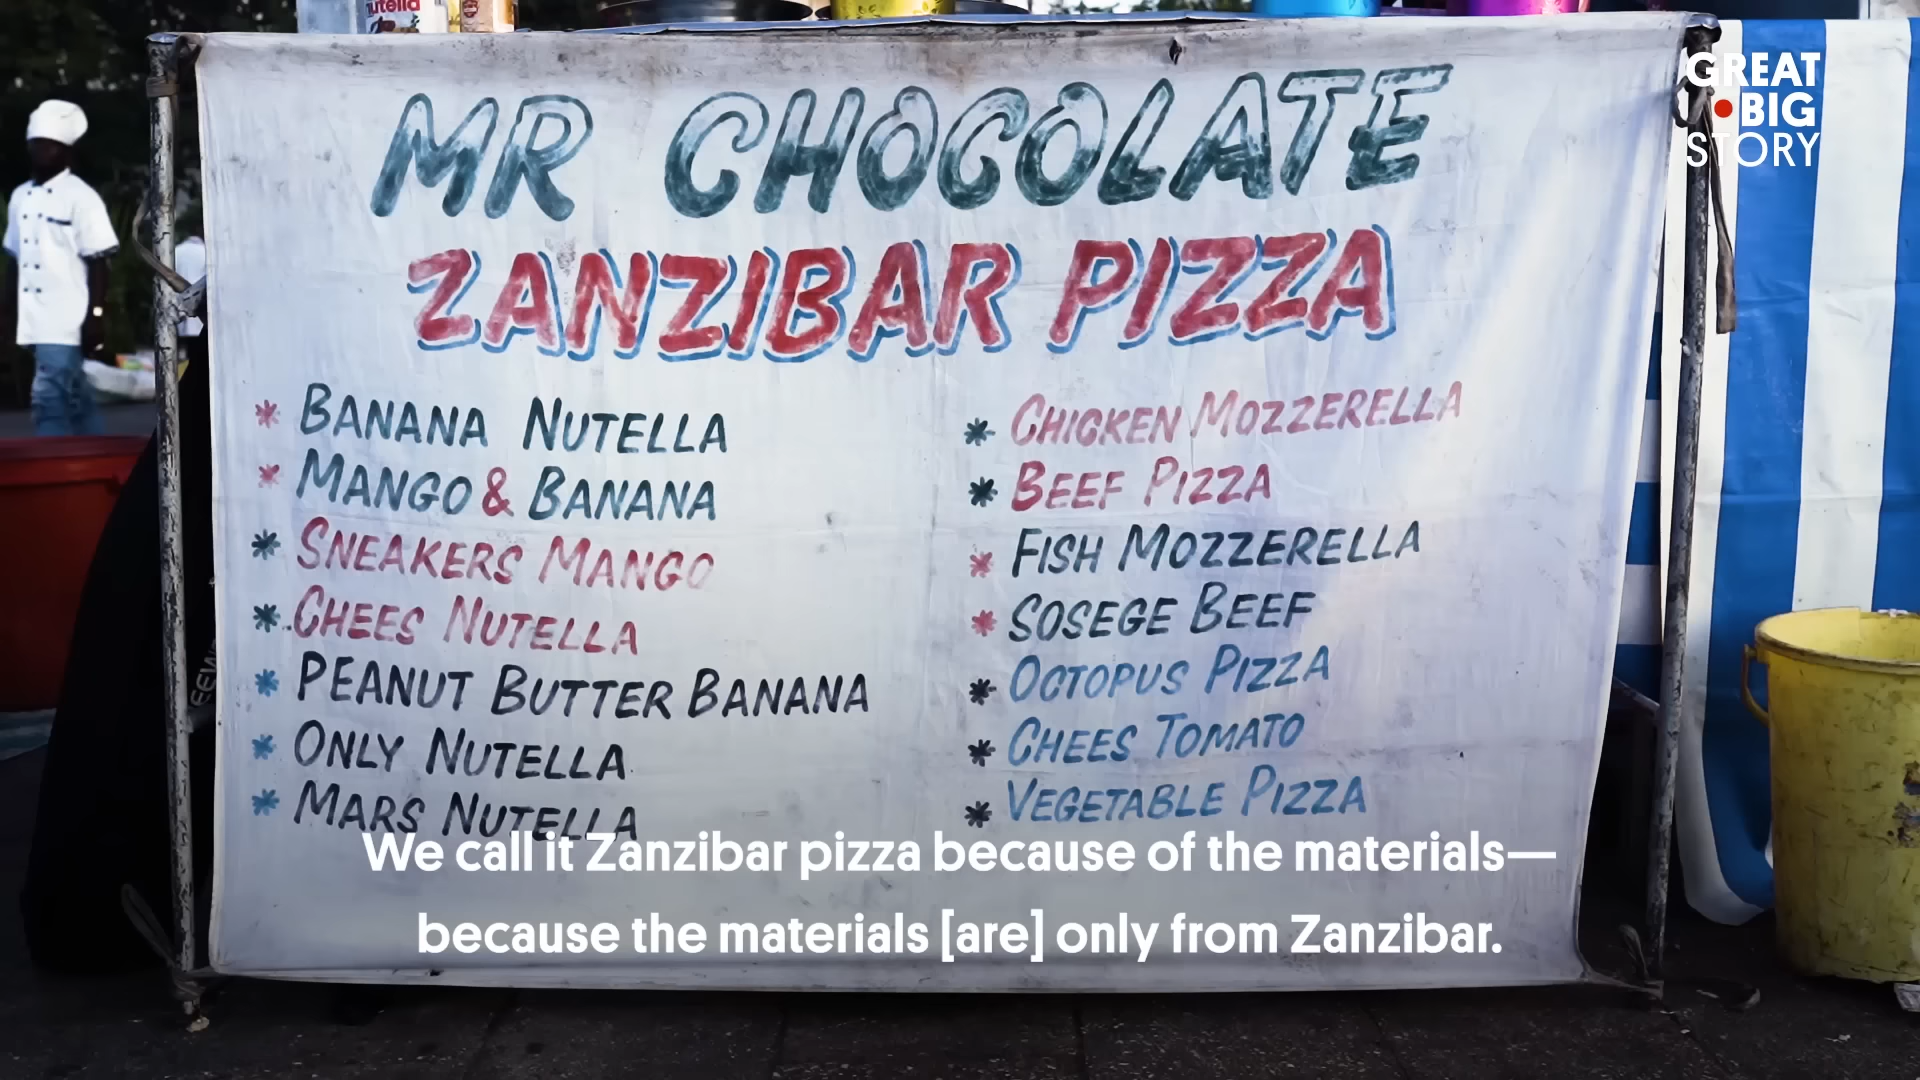 nutella
GREAT
BIG
STORY
MR CHOCOLATE
ZANZIBAR PIZZA
* BANANA NUTELLA
* MANGO & BANANA
* SNEAKERS MANGO
* CHEES NUTELLA
* PEANUT BUTTER BANANA
* ONLY NUTELLA
* MARS NUTELLA
* CHICKEN MOZZERELLA
* BEEF PIZZA
* FISH MOZZERELLA
* SOSEGE BEEF
* OCTOPUS PIZZA
* CHEES TOMATO
* VEGETABLE PIZZA
We call it Zanzibar pizza because of the materials—
because the materials [are] only from Zanzibar.